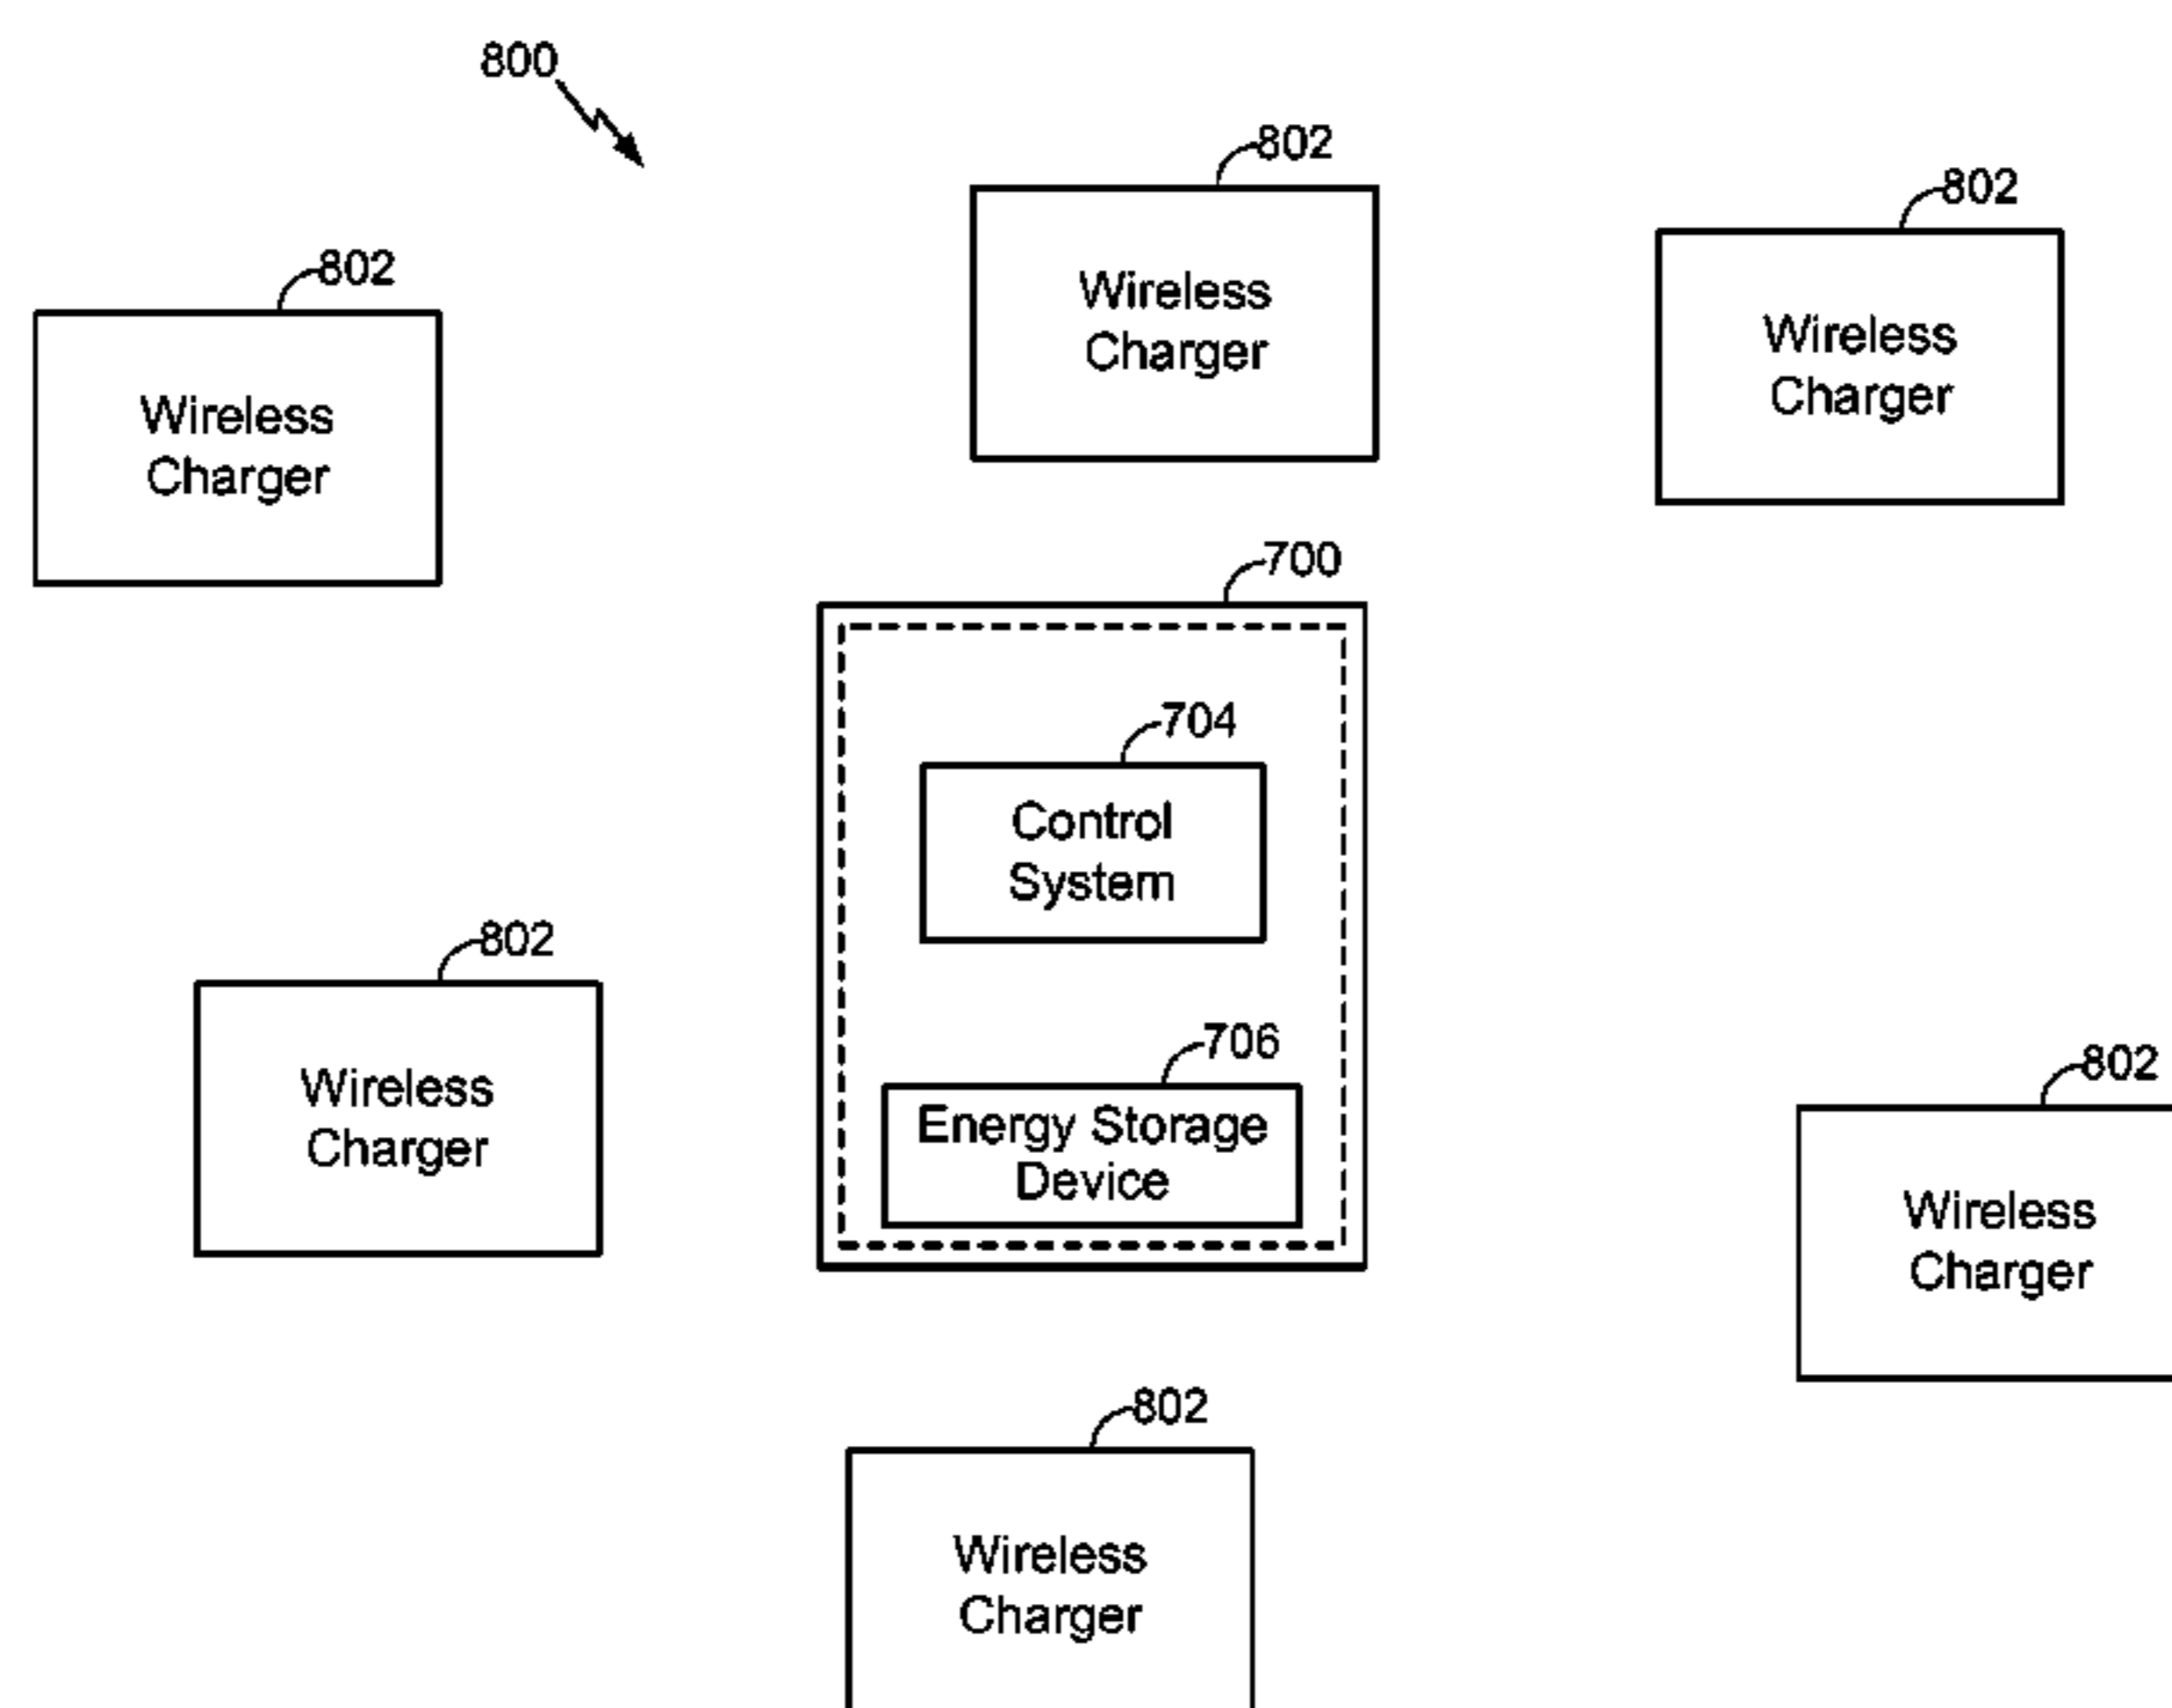 800
802
Wireless
Charger
802
Wireless
Charger
802
Wireless
Charger
700
704
Control
System
706
Energy Storage
Device
802
Wireless
Charger
802
Wireless
Charger
802
Wireless
Charger